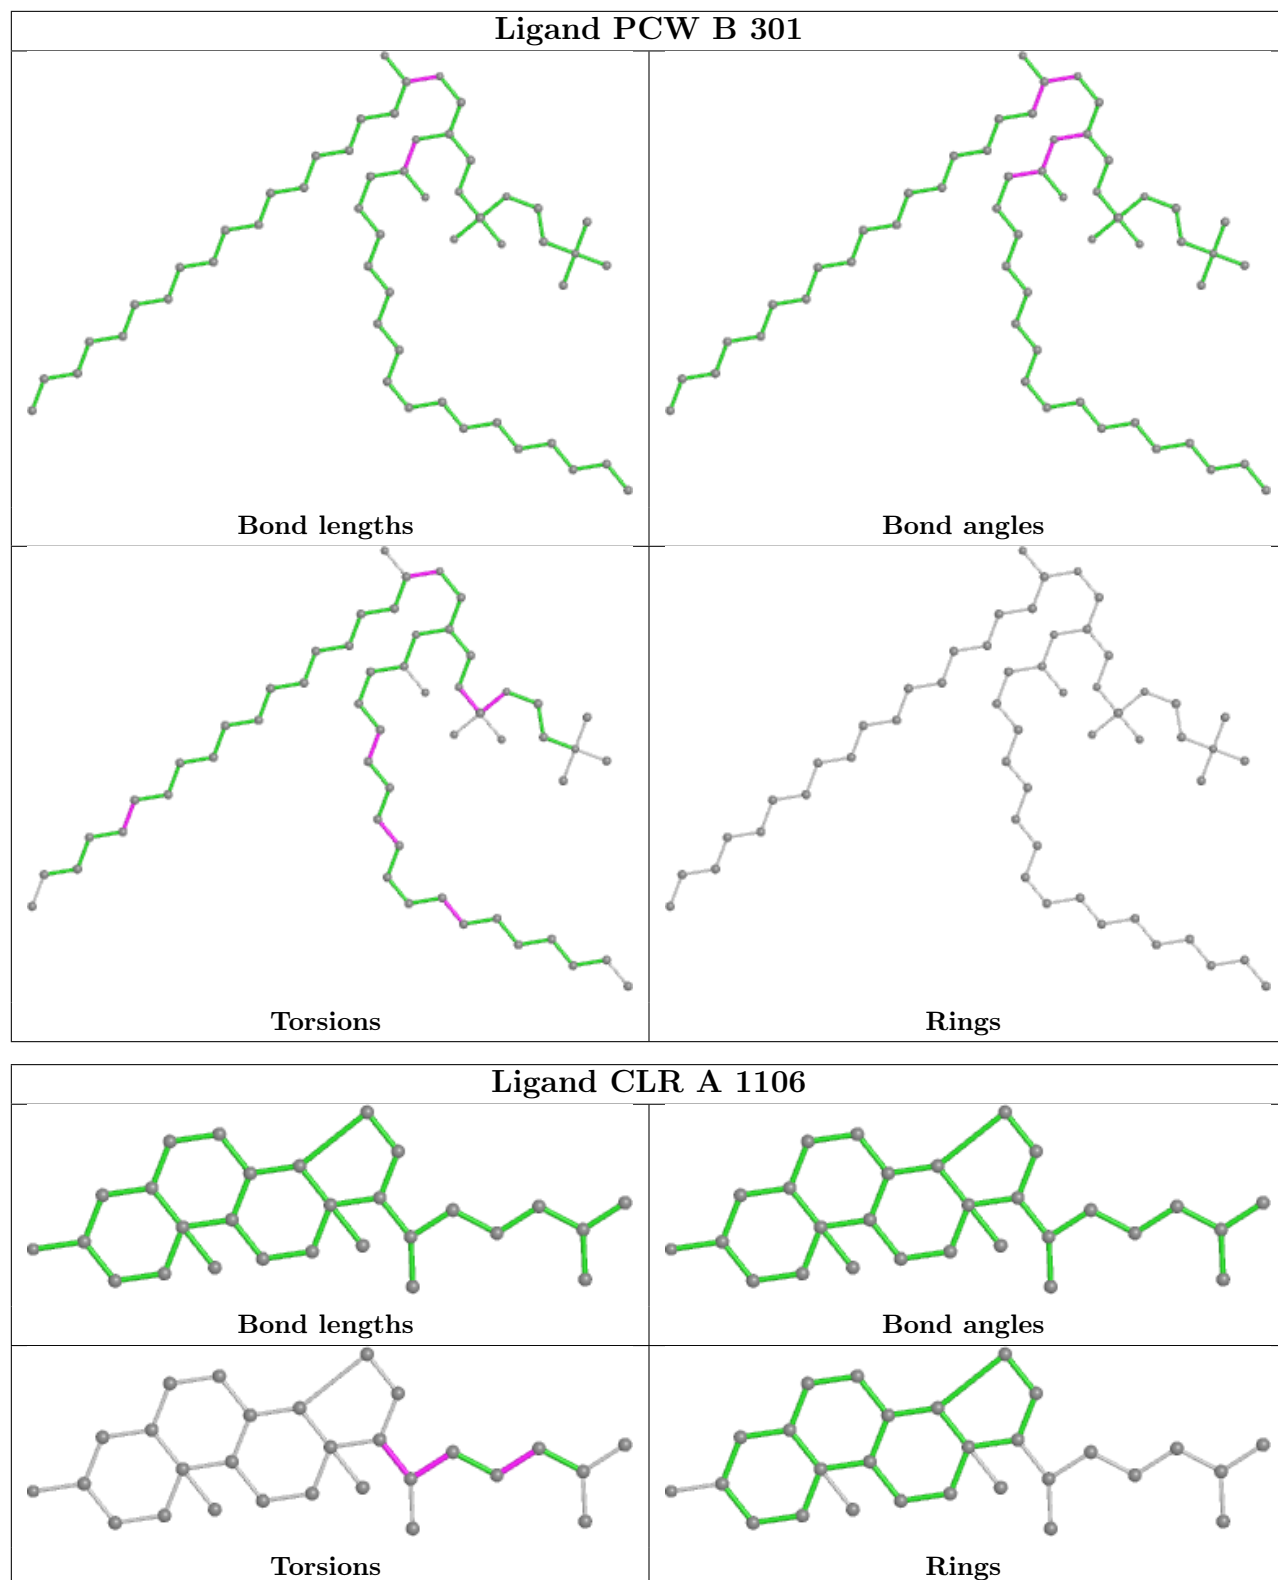 Ligand PCW B 301
Bond lengths
Bond angles
Torsions
Rings
Ligand CLR A 1106
Bond lengths
Bond angles
Torsions
Rings